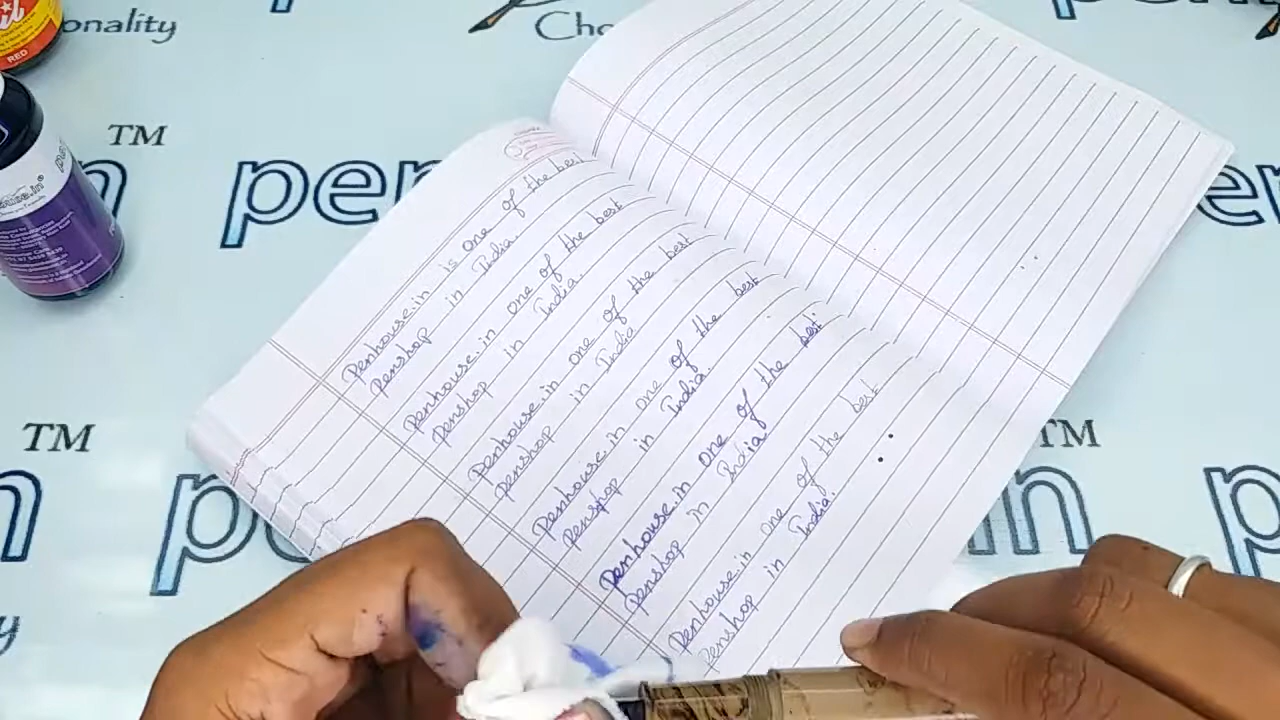 RED
onality
Cho
TM
pen
n
Penhouse.in is one of the best
Penshop in India.
Penhouse.in one of the best
Penshop in India.
Penhouse.in one of the best
Penshop in India
Penhouse.in one of the best
Penshop in India.
Penhouse.in one of the best
Penshop in India
Penhouse.in one of the best
Penshop in India.
TM
TM